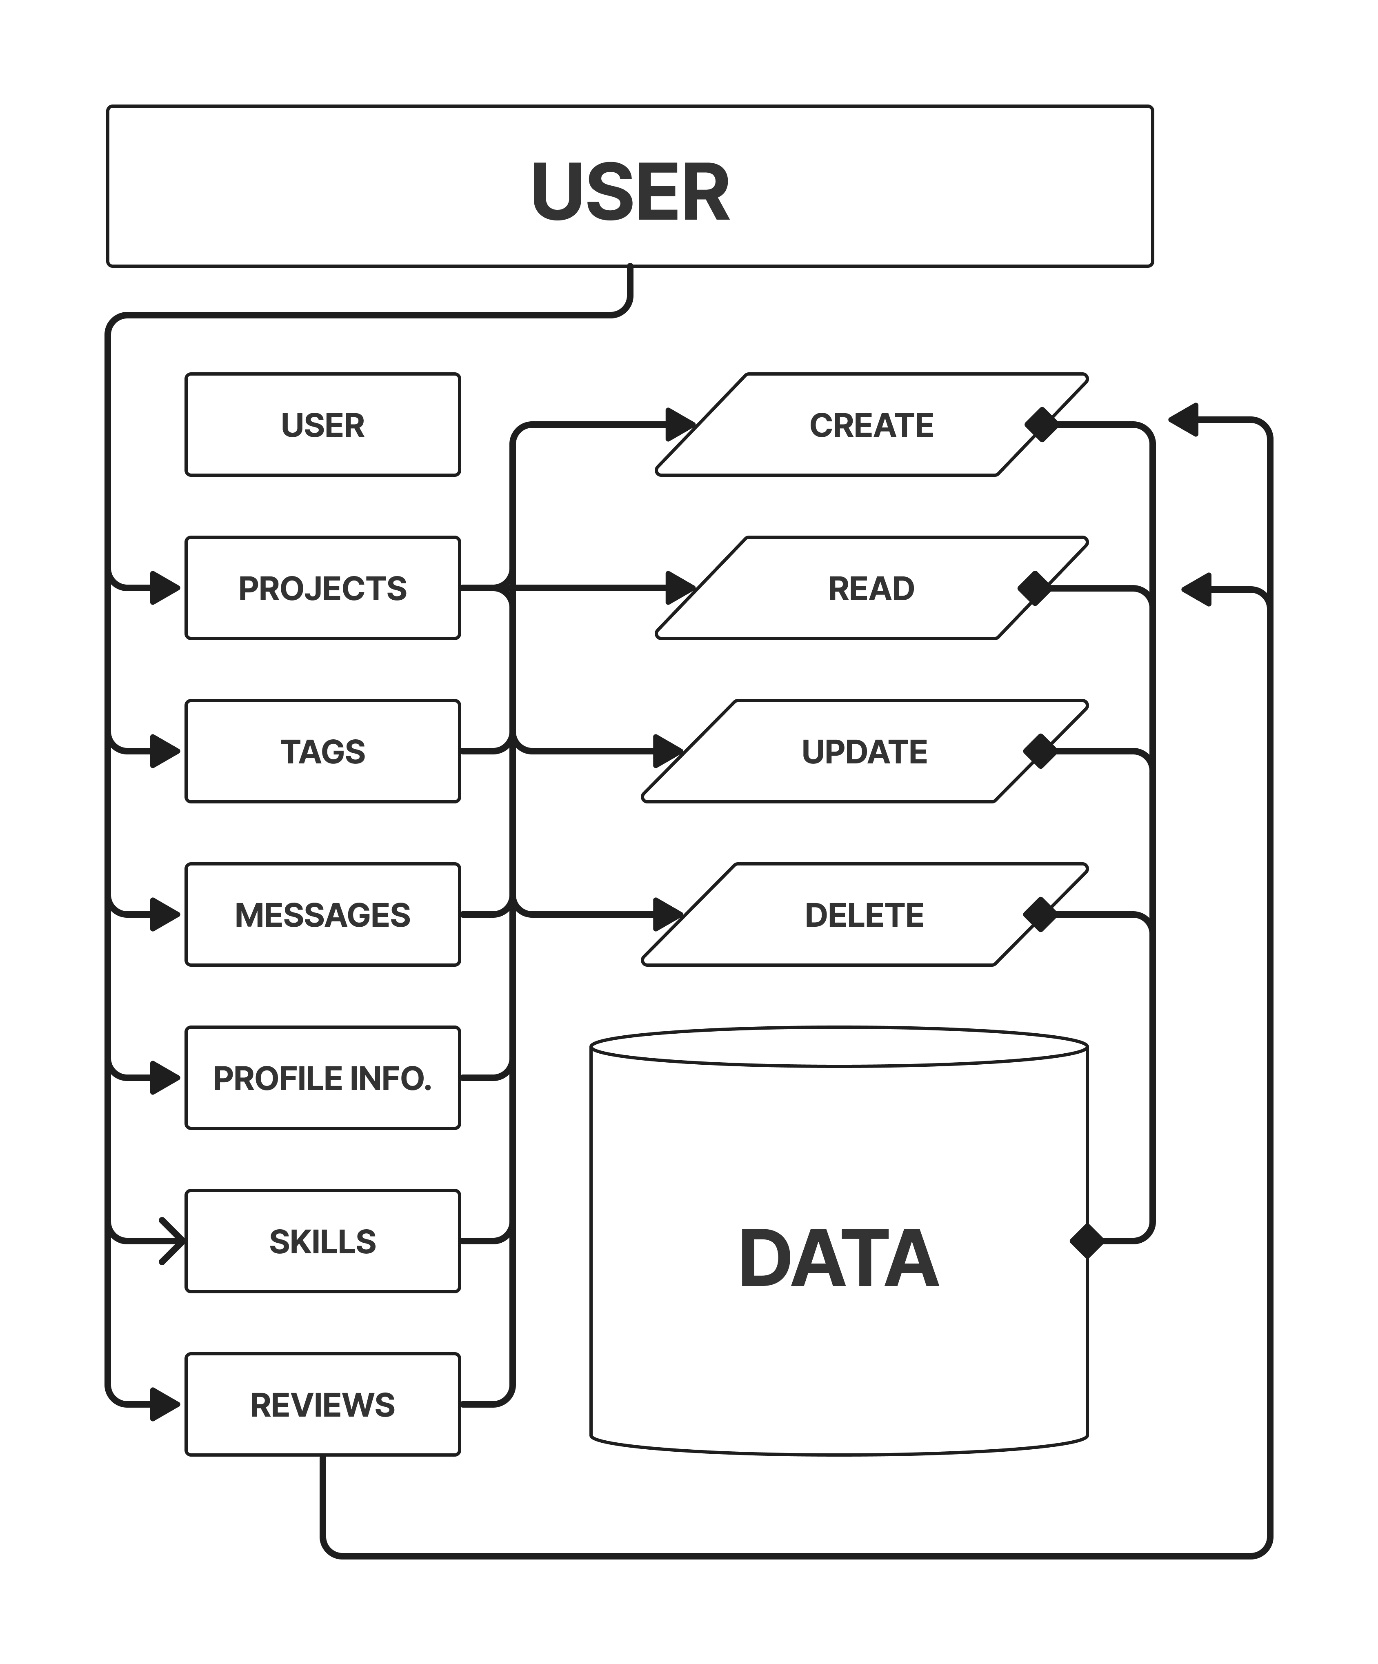 USER
USER
CREATE
PROJECTS
READ
TAGS
UPDATE
MESSAGES
DELETE
PROFILE INFO.
SKILLS
DATA
REVIEWS